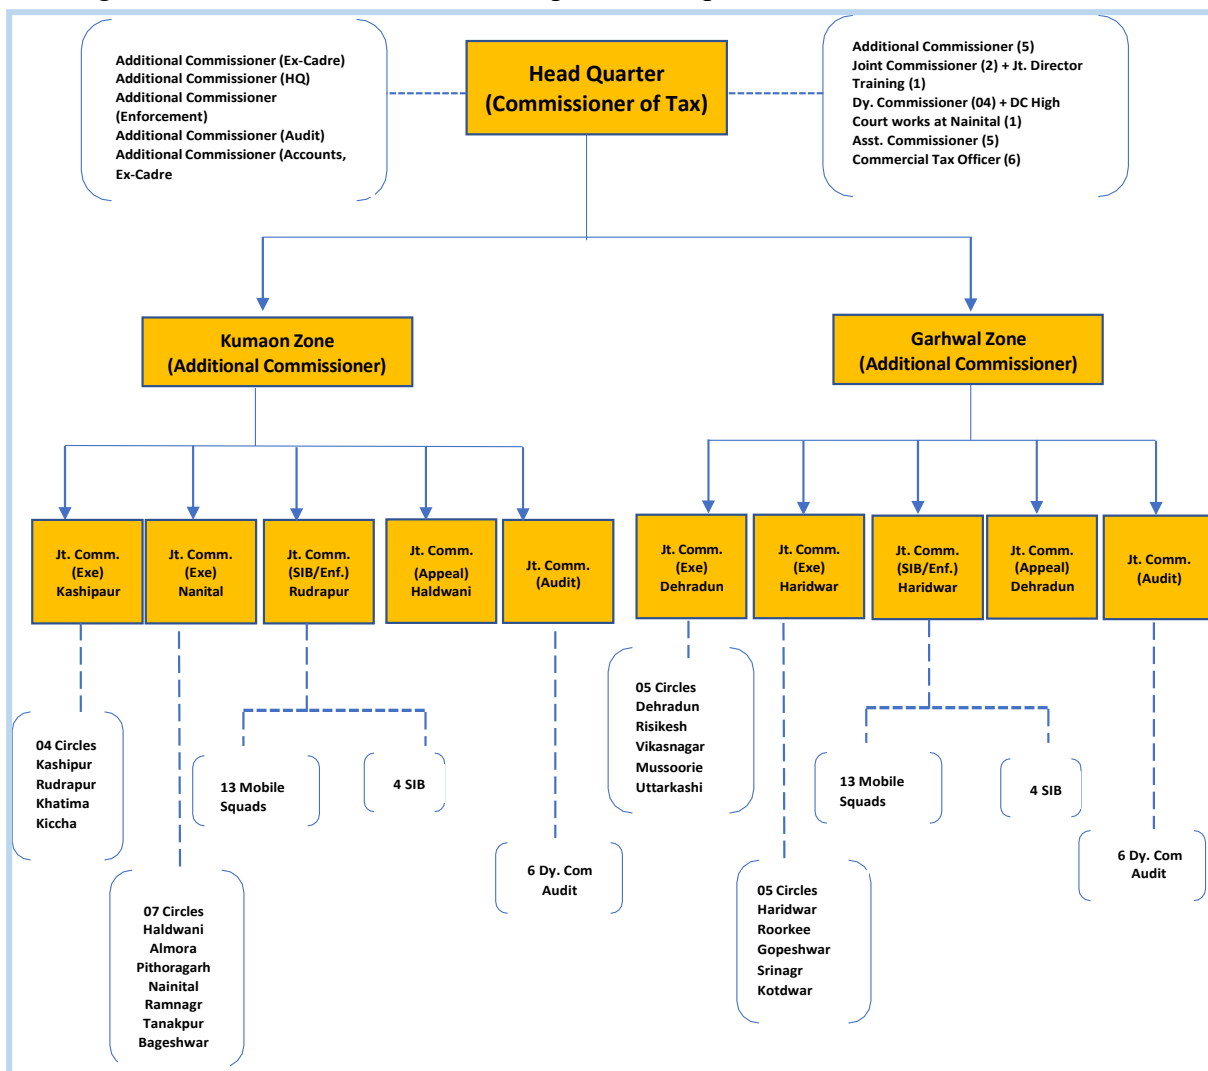 Additional Commissioner (Ex-Cadre)
Additional Commissioner (HQ)
Additional Commissioner
(Enforcement)
Additional Commissioner (Audit)
Additional Commissioner (Accounts,
Ex-Cadre
Head Quarter
(Commissioner of Tax)
Additional Commissioner (5)
Joint Commissioner (2) + Jt. Director
Training (1)
Dy. Commissioner (04) + DC High
Court works at Nainital (1)
Asst. Commissioner (5)
Commercial Tax Officer (6)
Kumaon Zone
(Additional Commissioner)
Garhwal Zone
(Additional Commissioner)
Jt. Comm.
(Exe)
Kashipaur
Jt. Comm.
(Exe)
Nanital
Jt. Comm.
(SIB/Enf.)
Rudrapur
Jt. Comm.
(Appeal)
Haldwani
Jt. Comm.
(Audit)
Jt. Comm.
(Exe)
Dehradun
Jt. Comm.
(Exe)
Haridwar
Jt. Comm.
(SIB/Enf.)
Haridwar
Jt. Comm.
(Appeal)
Dehradun
Jt. Comm.
(Audit)
04 Circles
Kashipur
Rudrapur
Khatima
Kiccha
07 Circles
Haldwani
Almora
Pithoragarh
Nainital
Ramnagr
Tanakpur
Bageshwar
13 Mobile
Squads
4 SIB
6 Dy. Com
Audit
05 Circles
Dehradun
Risikesh
Vikasnagar
Mussoorie
Uttarkashi
05 Circles
Haridwar
Roorkee
Gopeshwar
Srinagr
Kotdwar
13 Mobile
Squads
4 SIB
6 Dy. Com
Audit